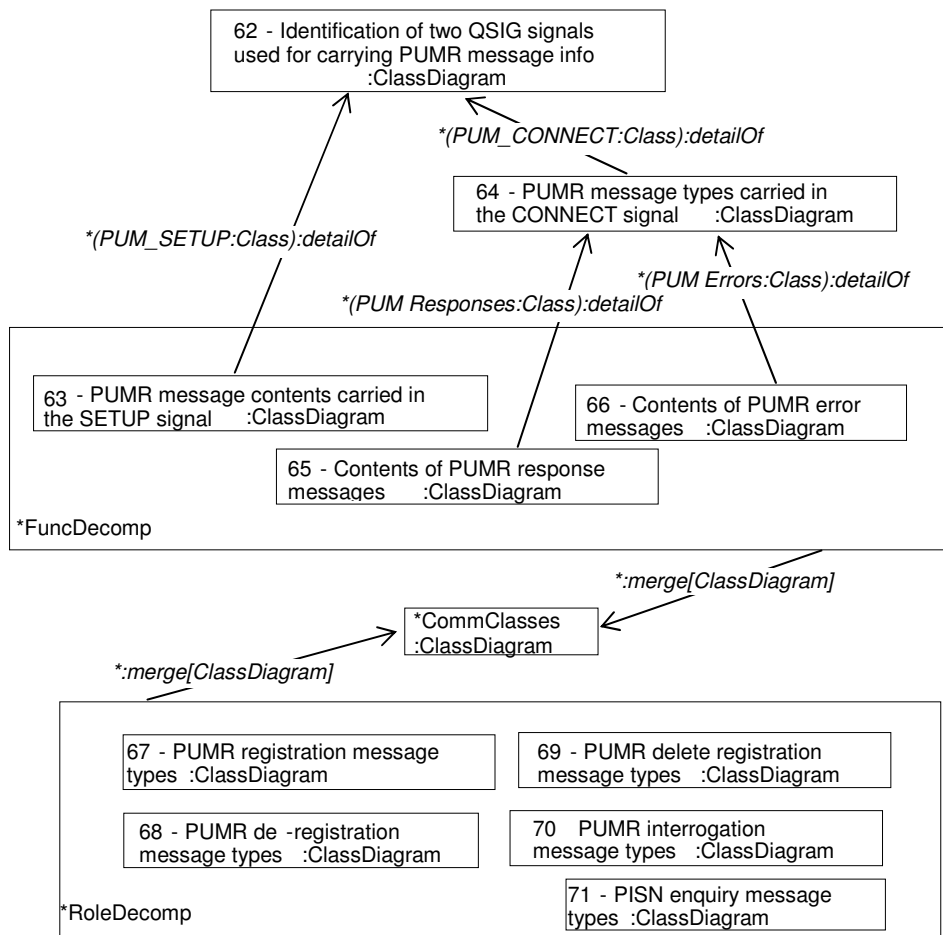 62 - Identification of two QSIG signals
used for carrying PUMR message info
:ClassDiagram
*(PUM_CONNECT:Class):detailOf
64 - PUMR message types carried in
the CONNECT signal :ClassDiagram
*(PUM_SETUP:Class):detailOf
*(PUM Errors:Class):detailOf
*(PUM Responses:Class):detailOf
63 - PUMR message contents carried in
the SETUP signal :ClassDiagram
66 - Contents of PUMR error
messages :ClassDiagram
65 - Contents of PUMR response
messages :ClassDiagram
*FuncDecomp
*:merge[ClassDiagram]
*CommClasses
:ClassDiagram
*:merge[ClassDiagram]
67 - PUMR registration message
types :ClassDiagram
69 - PUMR delete registration
message types :ClassDiagram
68 - PUMR de -registration
message types :ClassDiagram
70 PUMR interrogation
message types :ClassDiagram
71 - PISN enquiry message
types :ClassDiagram
*RoleDecomp